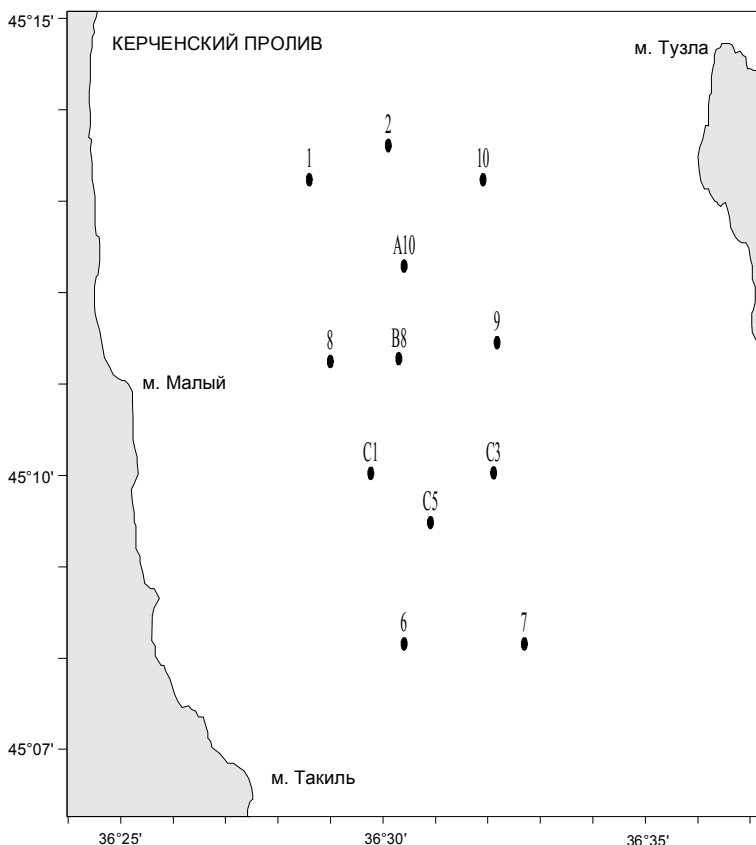 45°15'
КЕРЧЕНСКИЙ ПРОЛИВ
м. Тузла
2
1
10
A10
9
8
B8
м. Малый
45°10'
C1
C3
C5
6
7
45°07'
м. Такиль
36°25'
36°30'
36°35'